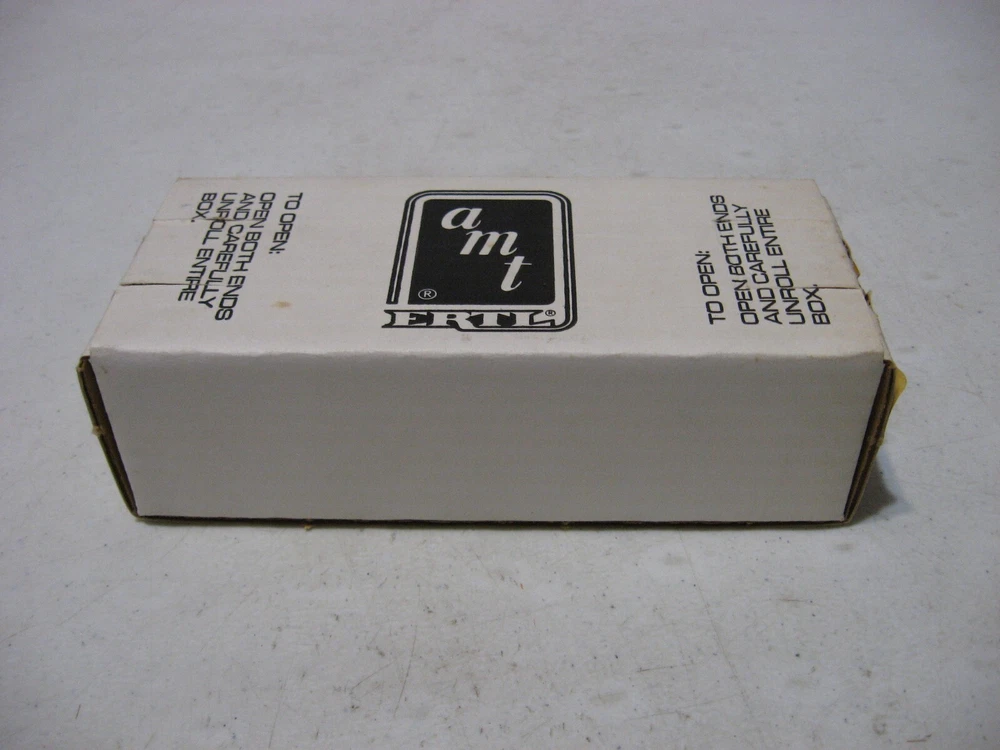 TO OPEN:
OPEN BOTH ENDS
AND CAREFULLY
UNROLL ENTIRE
BOX.
amt
®
ERTL®
TO OPEN:
OPEN BOTH ENDS
AND CAREFULLY
UNROLL ENTIRE
BOX.